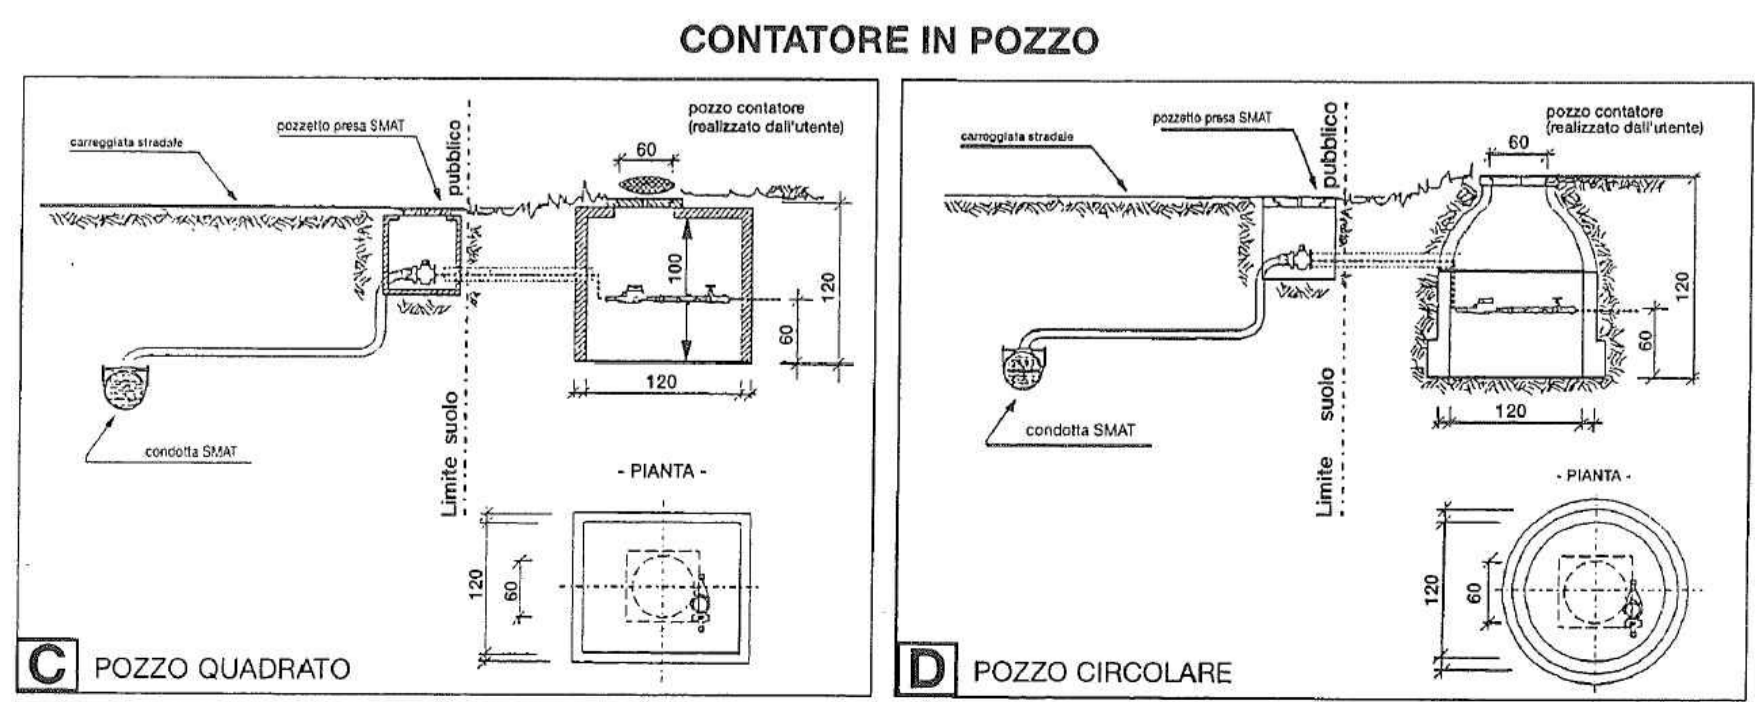 CONTATORE IN POZZO
carreggiata stradale
pozzetto presa SMAT
pubblico
pozzo contatore
(realizzato dall'utente)
60
100
120
60
120
condotta SMAT
Limite suolo
- PIANTA -
120
60
C
POZZO QUADRATO
carreggiata stradale
pozzetto presa SMAT
pubblico
pozzo contatore
(realizzato dall'utente)
60
120
60
120
condotta SMAT
Limite suolo
- PIANTA -
120
60
D
POZZO CIRCOLARE